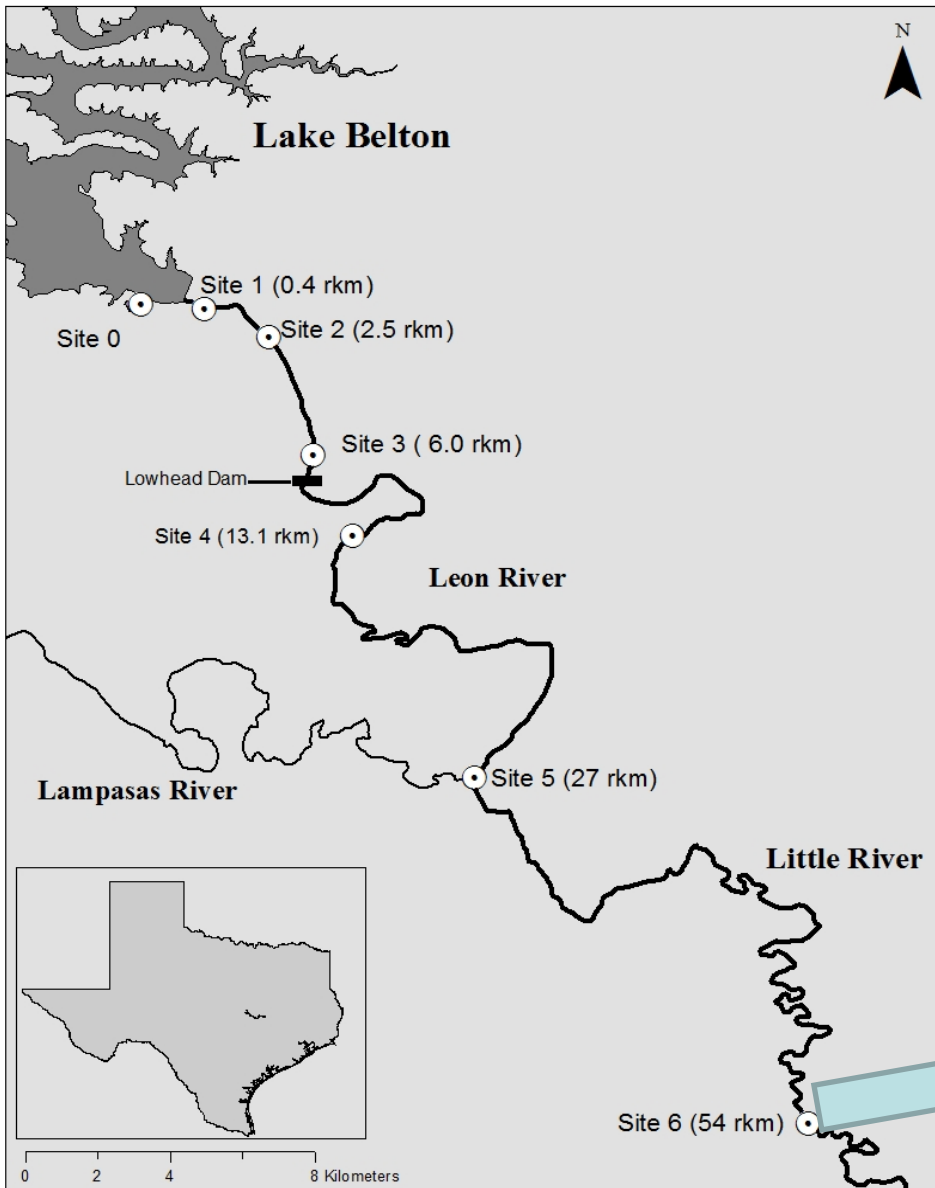 N
Lake Belton
Site 1 (0.4 rkm)
Site 0
Site 2 (2.5 rkm)
Site 3 ( 6.0 rkm)
Lowhead Dam
Site 4 (13.1 rkm)
Leon River
Lampasas River
Site 5 (27 rkm)
Little River
Site 6 (54 rkm)
0 2 4 8 Kilometers